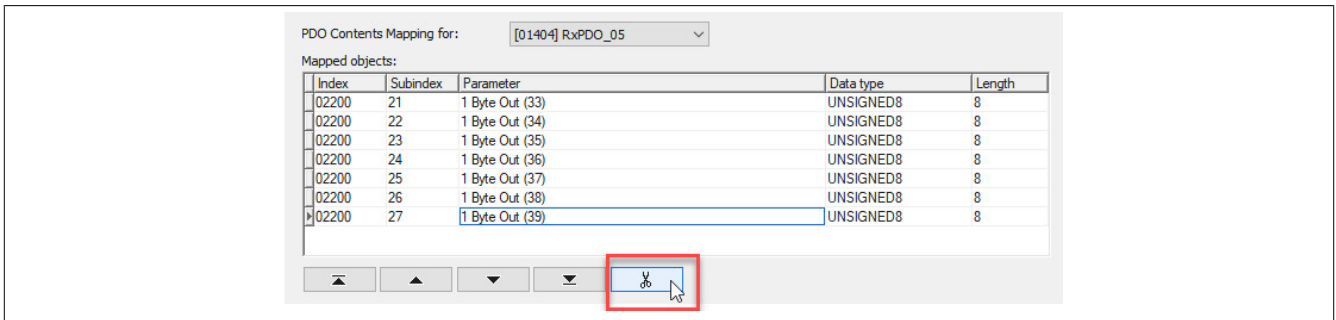 PDO Contents Mapping for: [01404] RxPDO_05
Mapped objects:
Index Subindex Parameter Data type Length
02200 21 1 Byte Out (33) UNSIGNED8 8
02200 22 1 Byte Out (34) UNSIGNED8 8
02200 23 1 Byte Out (35) UNSIGNED8 8
02200 24 1 Byte Out (36) UNSIGNED8 8
02200 25 1 Byte Out (37) UNSIGNED8 8
02200 26 1 Byte Out (38) UNSIGNED8 8
02200 27 1 Byte Out (39) UNSIGNED8 8